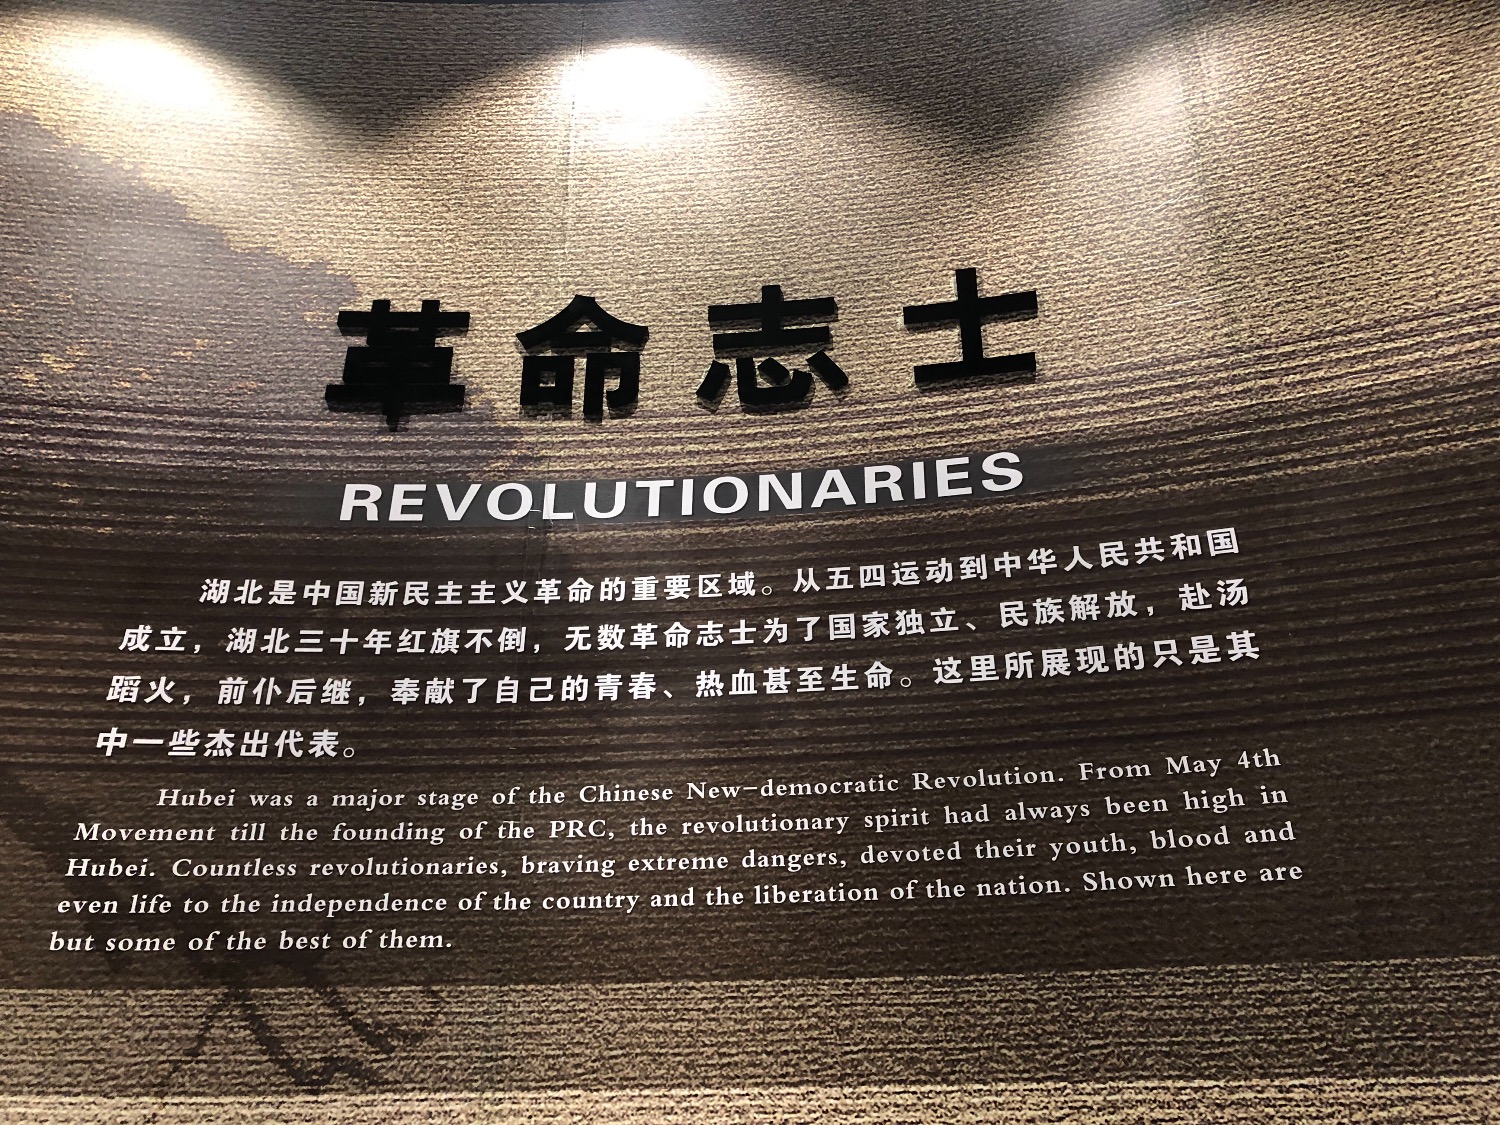 革命志士
REVOLUTIONARIES
湖北是中国新民主主义革命的重要区域。从五四运动到中华人民共和国
成立，湖北三十年红旗不倒，无数革命志士为了国家独立、民族解放，赴汤
蹈火，前仆后继，奉献了自己的青春、热血甚至生命。这里所展现的只是其
中一些杰出代表。
Hubei was a major stage of the Chinese New-democratic Revolution. From May 4th
Movement till the founding of the PRC, the revolutionary spirit had always been high in
Hubei. Countless revolutionaries, braving extreme dangers, devoted their youth, blood and
even life to the independence of the country and the liberation of the nation. Shown here are
but some of the best of them.